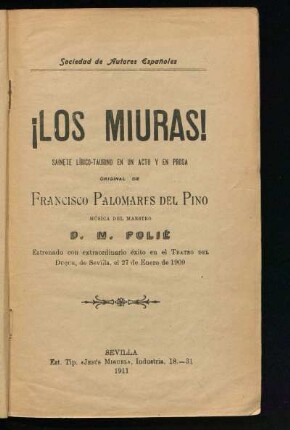 Sociedad de Autores Españoles
¡LOS MIURAS!
SAINETE LÍRICO-TAURINO EN UN ACTO Y EN PROSA
ORIGINAL DE
FRANCISCO PALOMARES DEL PINO
MÚSICA DEL MAESTRO
D. M. POLIÉ
Estrenado con extraordinario éxito en el TEATRO DEL
DUQUE, de Sevilla, el 27 de Enero de 1909
SEVILLA
Est. Tip. «JESÚS MIGUEL», Industria, 18.—31
1911